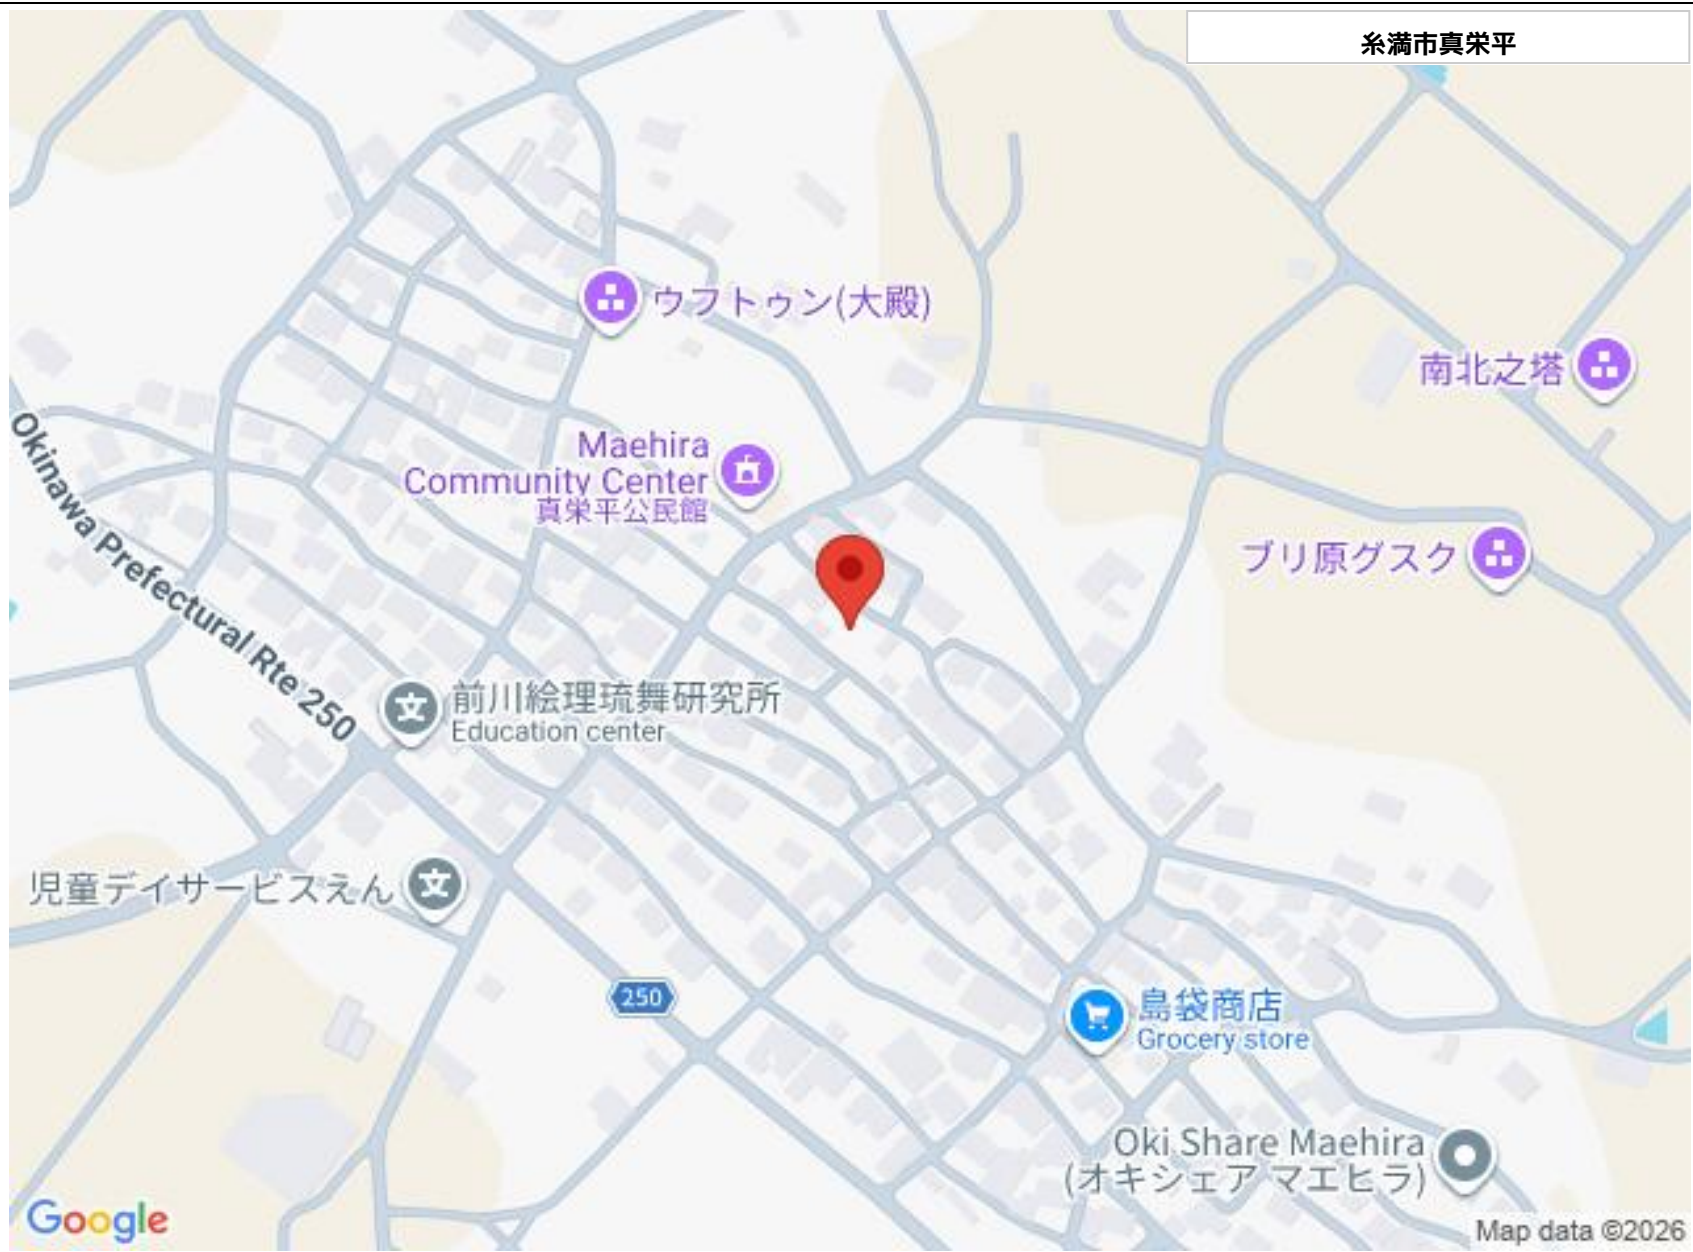 糸満市真栄平
ウフトゥン(大殿)
南北之塔
Maehira
Community Center
真栄平公民館
ブリ原グスク
Okinawa Prefectural Rte 250
前川絵理琉舞研究所
Education center
児童デイサービスえん
250
島袋商店
Grocery store
Oki Share Maehira
(オキシェア マエヒラ)
Google
Map data ©2026